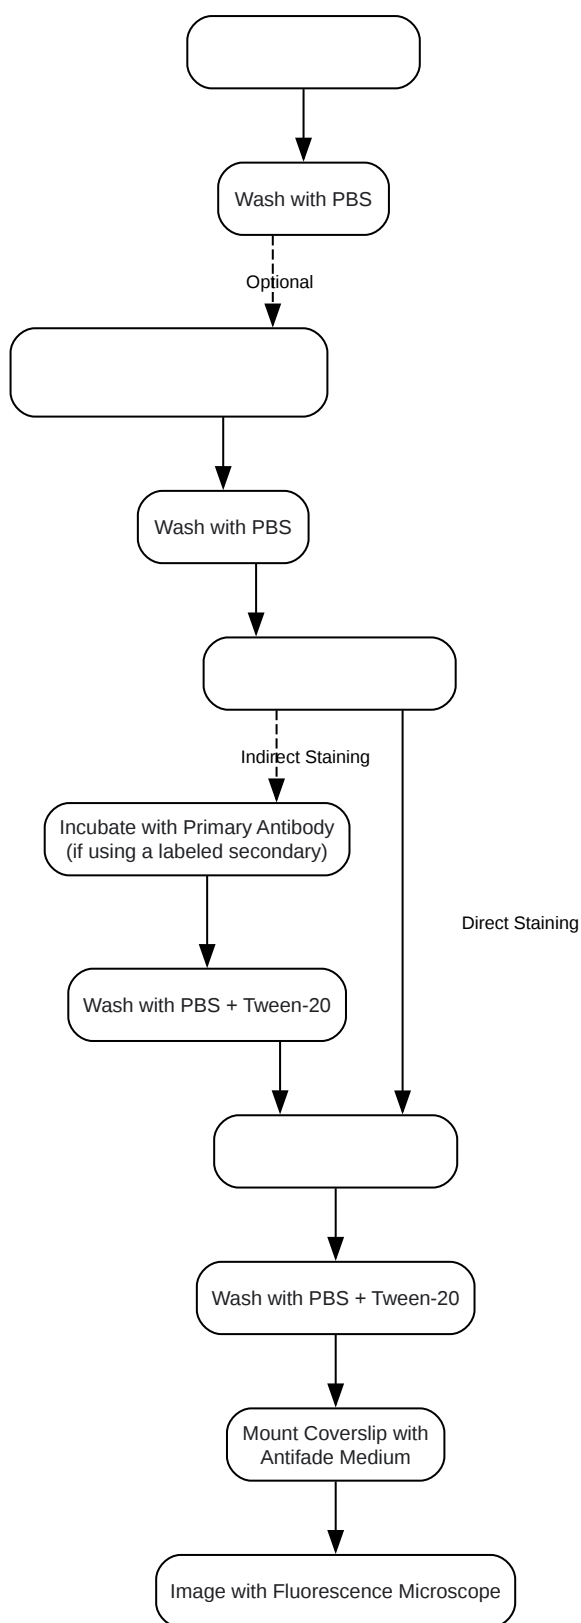 Wash with PBS
Optional
Wash with PBS
Indirect Staining
Incubate with Primary Antibody
(if using a labeled secondary)
Direct Staining
Wash with PBS + Tween-20
Wash with PBS + Tween-20
Mount Coverslip with
Antifade Medium
Image with Fluorescence Microscope